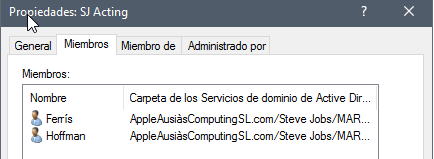 Propiedades: SJ Acting ? ×
General Miembros Miembro de Administrado por
Miembros:
Nombre Carpeta de los Servicios de dominio de Active Dir...
Ferrís AppleAusiàsComputingSL.com/Steve Jobs/MAR...
Hoffman AppleAusiàsComputingSL.com/Steve Jobs/MAR...